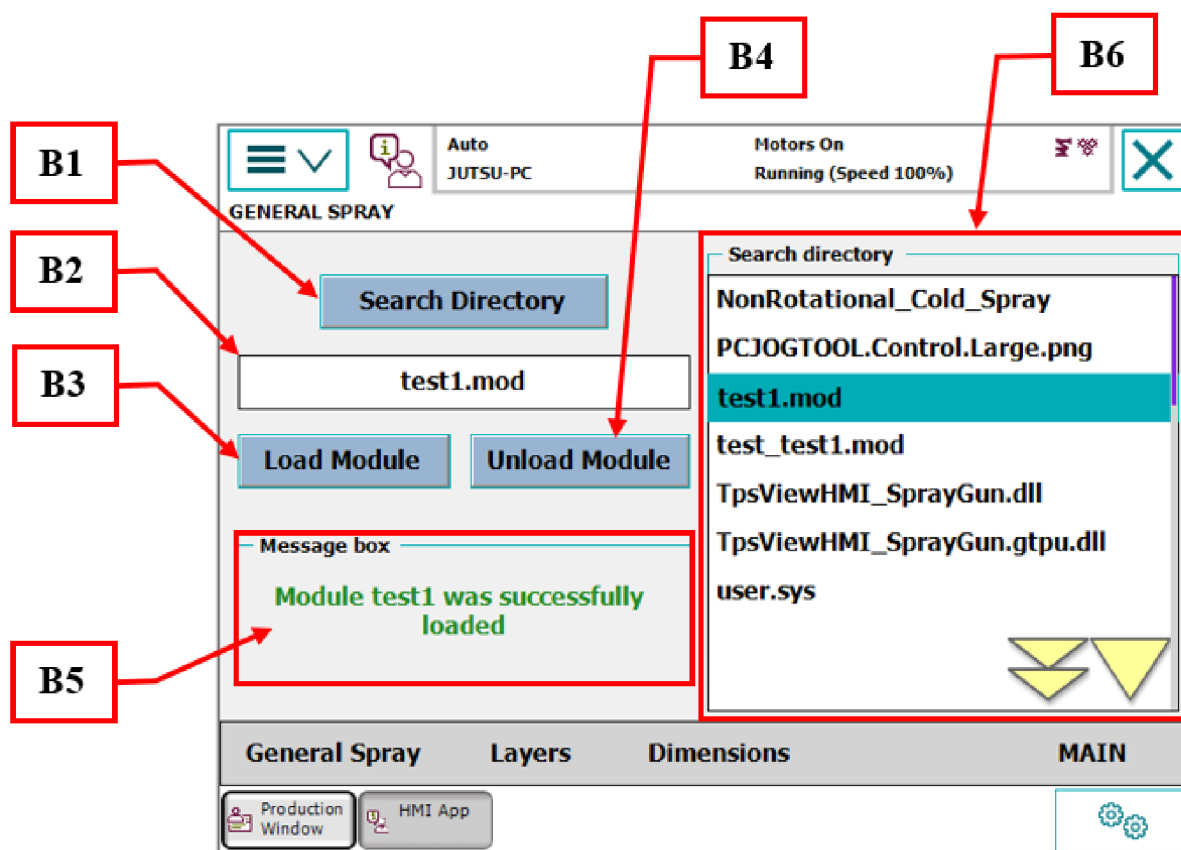 B4
B6
B1
Auto
Motors On
JUTSU-PC
Running (Speed 100%)
GENERAL SPRAY
B2
Search directory
Search Directory
NonRotational_Cold_Spray
PCJOGTOOL.Control.Large.png
B3
test1.mod
test1.mod
test_test1.mod
Load Module
Unload Module
TpsViewHMI_SprayGun.dll
TpsViewHMI_SprayGun.gtpu.dll
user.sys
Message box
Module test1 was successfully
loaded
B5
General Spray
Layers
Dimensions
MAIN
Production
Window
HMI App